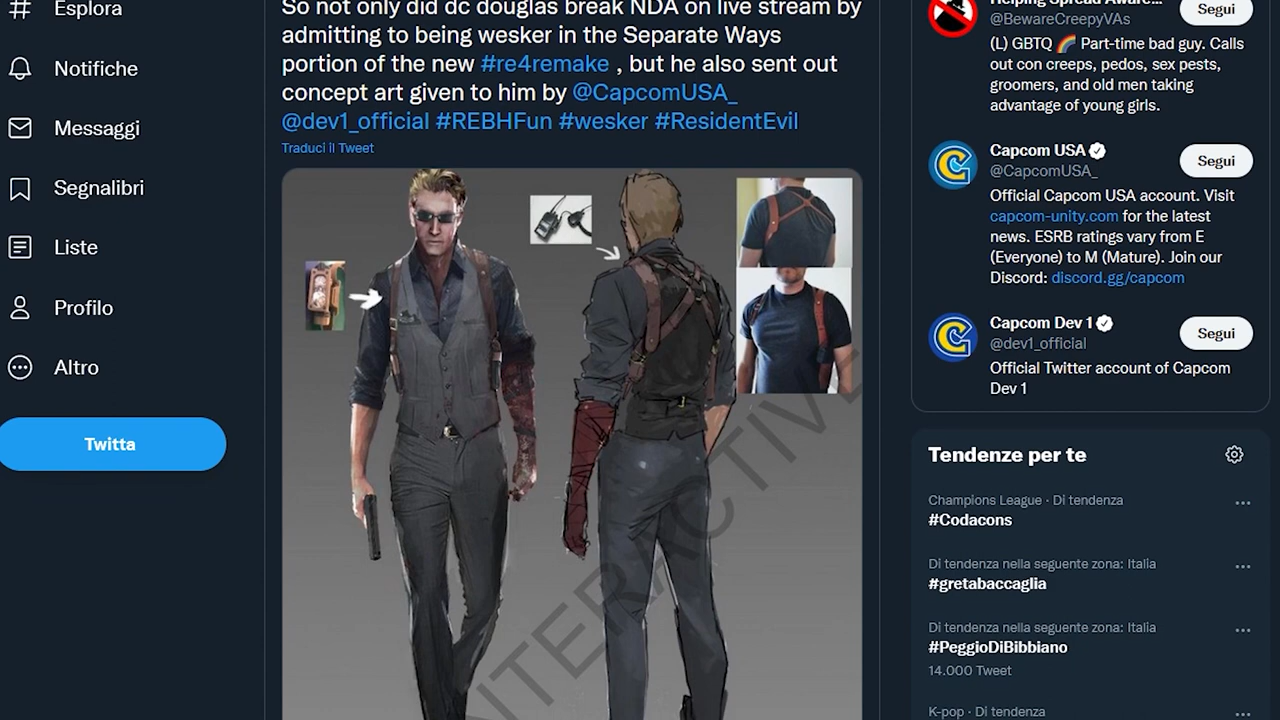 Esplora
Notifiche
Messaggi
Segnalibri
Liste
Profilo
Altro
Twitta
So not only did dc douglas break NDA on live stream by
admitting to being wesker in the Separate Ways
portion of the new #re4remake , but he also sent out
concept art given to him by @CapcomUSA_
@dev1_official #REBHFun #wesker #ResidentEvil
Traduci il Tweet
INTERACTIVE
Helping Spread Aware...
@BewareCreepyVAs
Segui
(L) GBTQ 🌈 Part-time bad guy. Calls
out con creeps, pedos, sex pests,
groomers, and old men taking
advantage of young girls.
Capcom USA
@CapcomUSA_
Segui
Official Capcom USA account. Visit
capcom-unity.com for the latest
news. ESRB ratings vary from E
(Everyone) to M (Mature). Join our
Discord: discord.gg/capcom
Capcom Dev 1
@dev1_official
Segui
Official Twitter account of Capcom
Dev 1
Tendenze per te
Champions League · Di tendenza
#Codacons
Di tendenza nella seguente zona: Italia
#gretabaccaglia
Di tendenza nella seguente zona: Italia
#PeggioDiBibbiano
14.000 Tweet
K-pop · Di tendenza